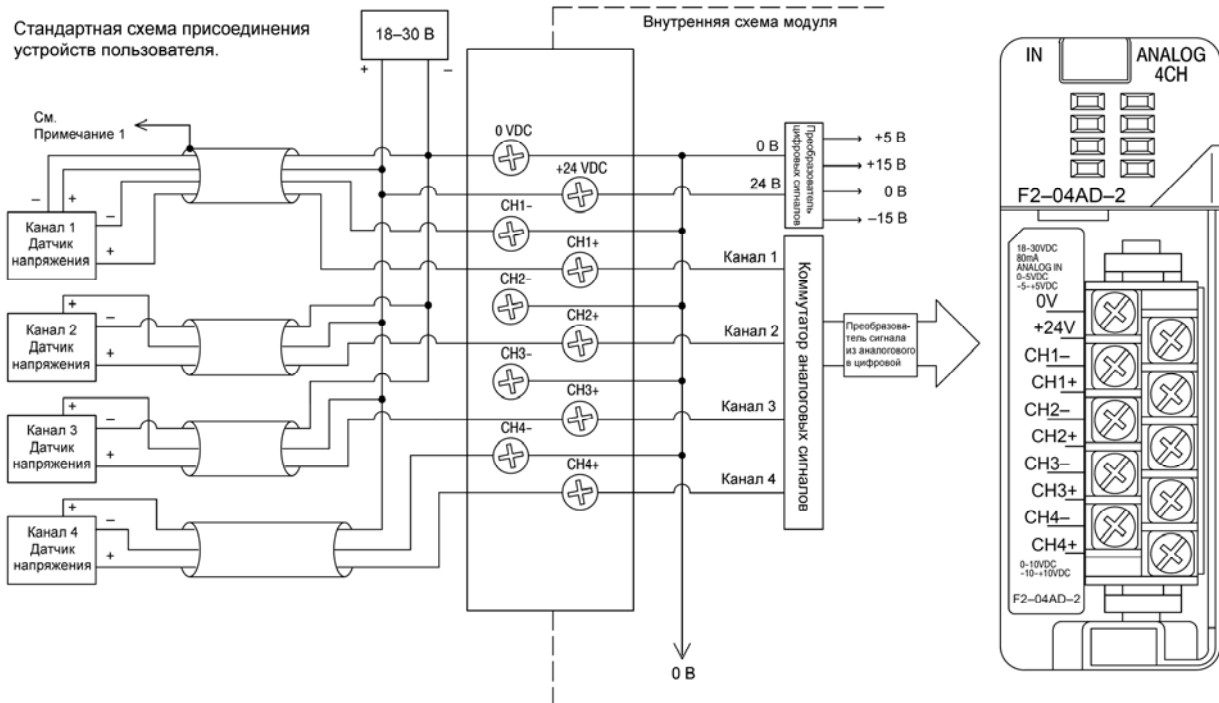 Стандартная схема присоединения
устройств пользователя.
18–30 В
+
–
Внутренняя схема модуля
См.
Примечание 1
– +
–
+
Канал 1
Датчик
напряжения
+
–
+
Канал 2
Датчик
напряжения
+
–
+
Канал 3
Датчик
напряжения
+
–
+
Канал 4
Датчик
напряжения
0 VDC
+24 VDC
CH1–
CH1+
CH2–
CH2+
CH3–
CH3+
CH4–
CH4+
0 В
24 В
Преобразователь
цифровых сигналов
+5 В
+15 В
0 В
–15 В
Канал 1
Канал 2
Канал 3
Канал 4
Коммутатор аналоговых сигналов
Преобразова-
тель сигнала
из аналогового
в цифровой
0 В
IN
ANALOG
4CH
F2–04AD–2
18–30VDC
80mA
ANALOG IN
0–5VDC
–5–+5VDC
0V
+24V
CH1–
CH1+
CH2–
CH2+
CH3–
CH3+
CH4–
CH4+
0–10VDC
–10–+10VDC
F2–04AD–2